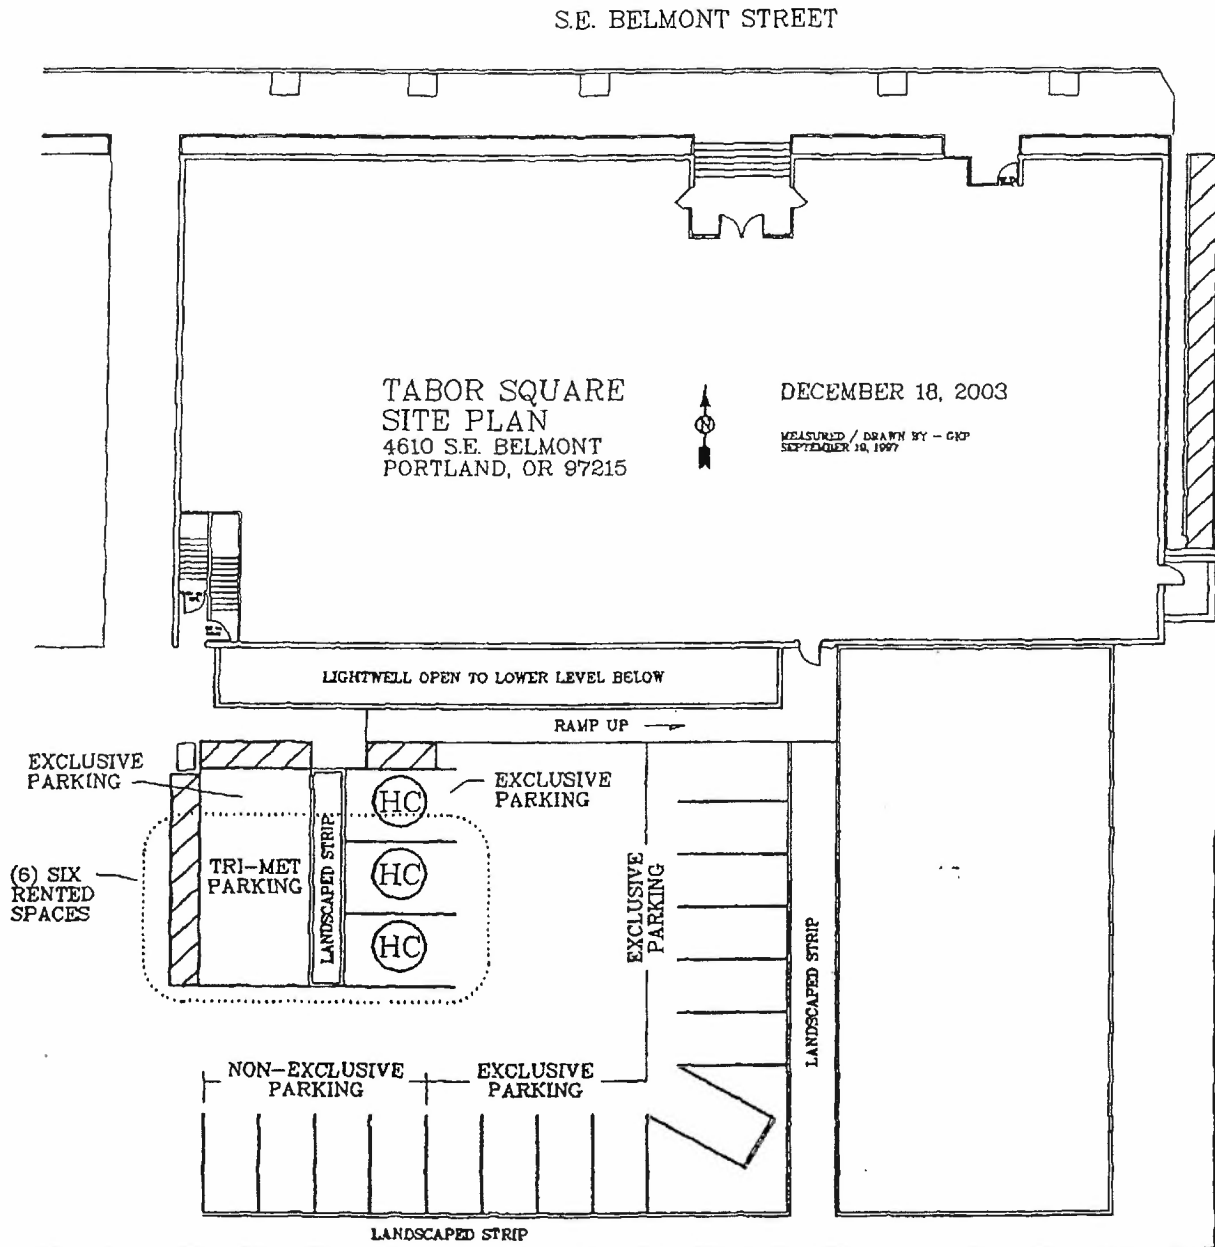 S.E. BELMONT STREET
TABOR SQUARE
SITE PLAN
4610 S.E. BELMONT
PORTLAND, OR 97215
N
DECEMBER 18, 2003
MEASURED / DRAWN BY - GKP
SEPTEMBER 19, 1997
LIGHTWELL OPEN TO LOWER LEVEL BELOW
RAMP UP
EXCLUSIVE
PARKING
EXCLUSIVE
PARKING
HC
HC
HC
LANDSCAPED STRIP
TRI-MET
PARKING
(6) SIX
RENTED
SPACES
EXCLUSIVE
PARKING
LANDSCAPED STRIP
NON-EXCLUSIVE
PARKING
EXCLUSIVE
PARKING
LANDSCAPED STRIP